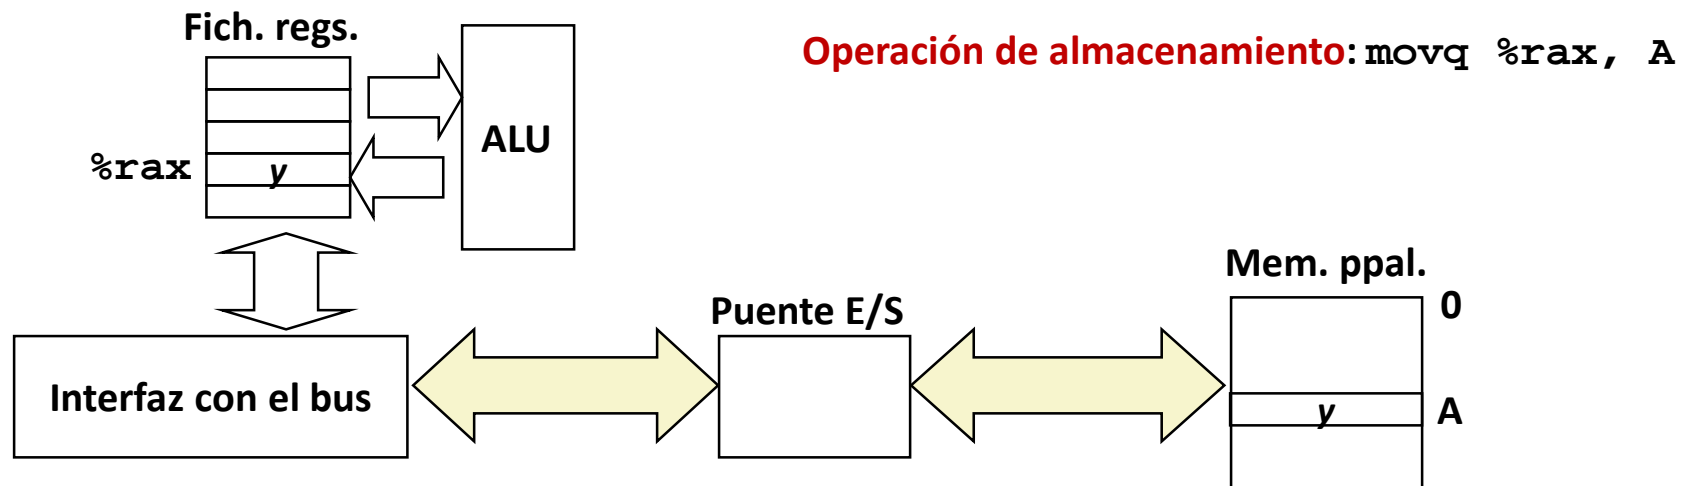 Fich. regs.
Operación de almacenamiento: movq %rax, A
ALU
%rax
y
Mem. ppal.
Puente E/S
0
Interfaz con el bus
y
A